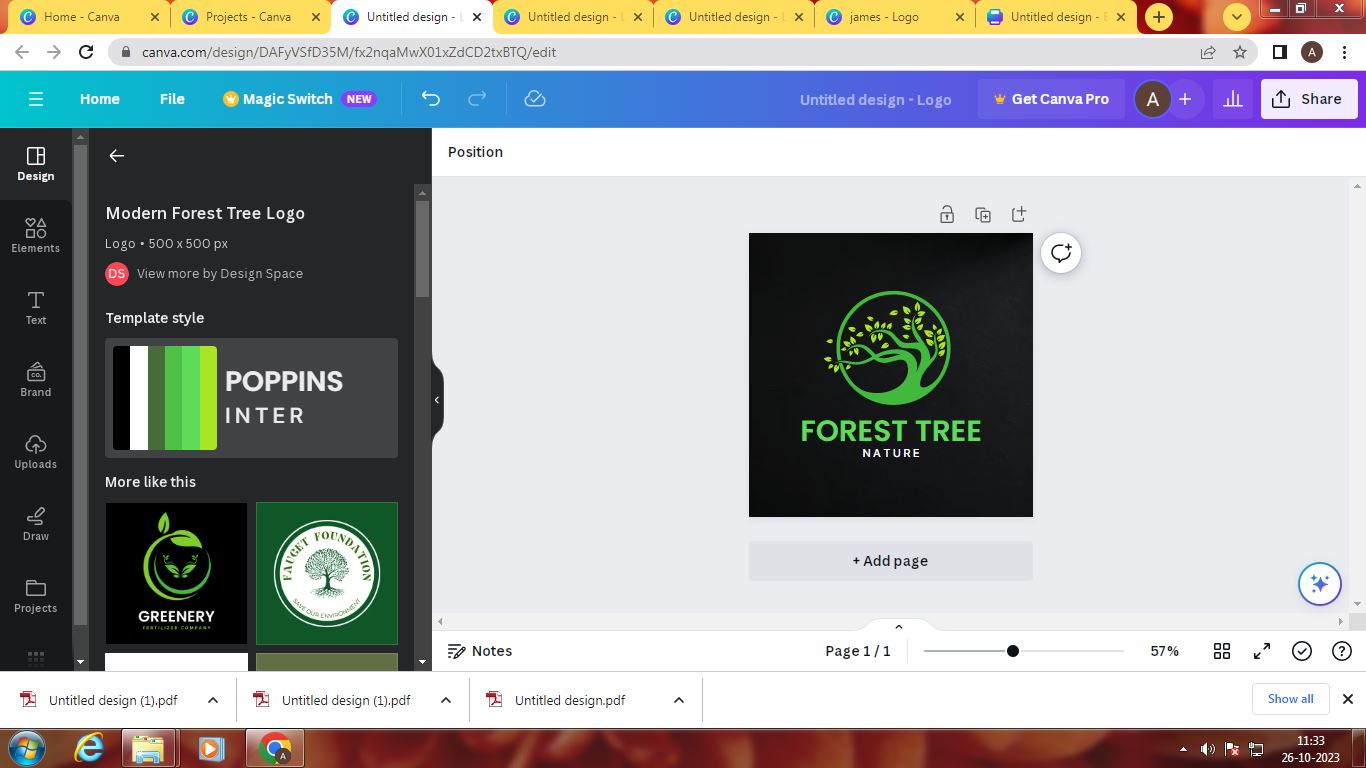 Home - Canva
Projects - Canva
Untitled design - L
Untitled design - L
Untitled design - L
james - Logo
Untitled design - E
canva.com/design/DAFyVSfD35M/fx2nqaMwX01xZdCD2txBTQ/edit
A
Home
File
Magic Switch
NEW
Untitled design - Logo
Get Canva Pro
A
Share
Design
Elements
Text
CO.
Brand
Uploads
Draw
Projects
Modern Forest Tree Logo
Logo • 500 x 500 px
DS
View more by Design Space
Template style
POPPINS
INTER
More like this
GREENERY
FERTILIZER COMPANY
FAUGET FOUNDATION
SAVE OUR ENVIRONMENT
Position
FOREST TREE
NATURE
+ Add page
Notes
Page 1 / 1
57%
Untitled design (1).pdf
Untitled design (1).pdf
Untitled design.pdf
Show all
A
11:33
26-10-2023